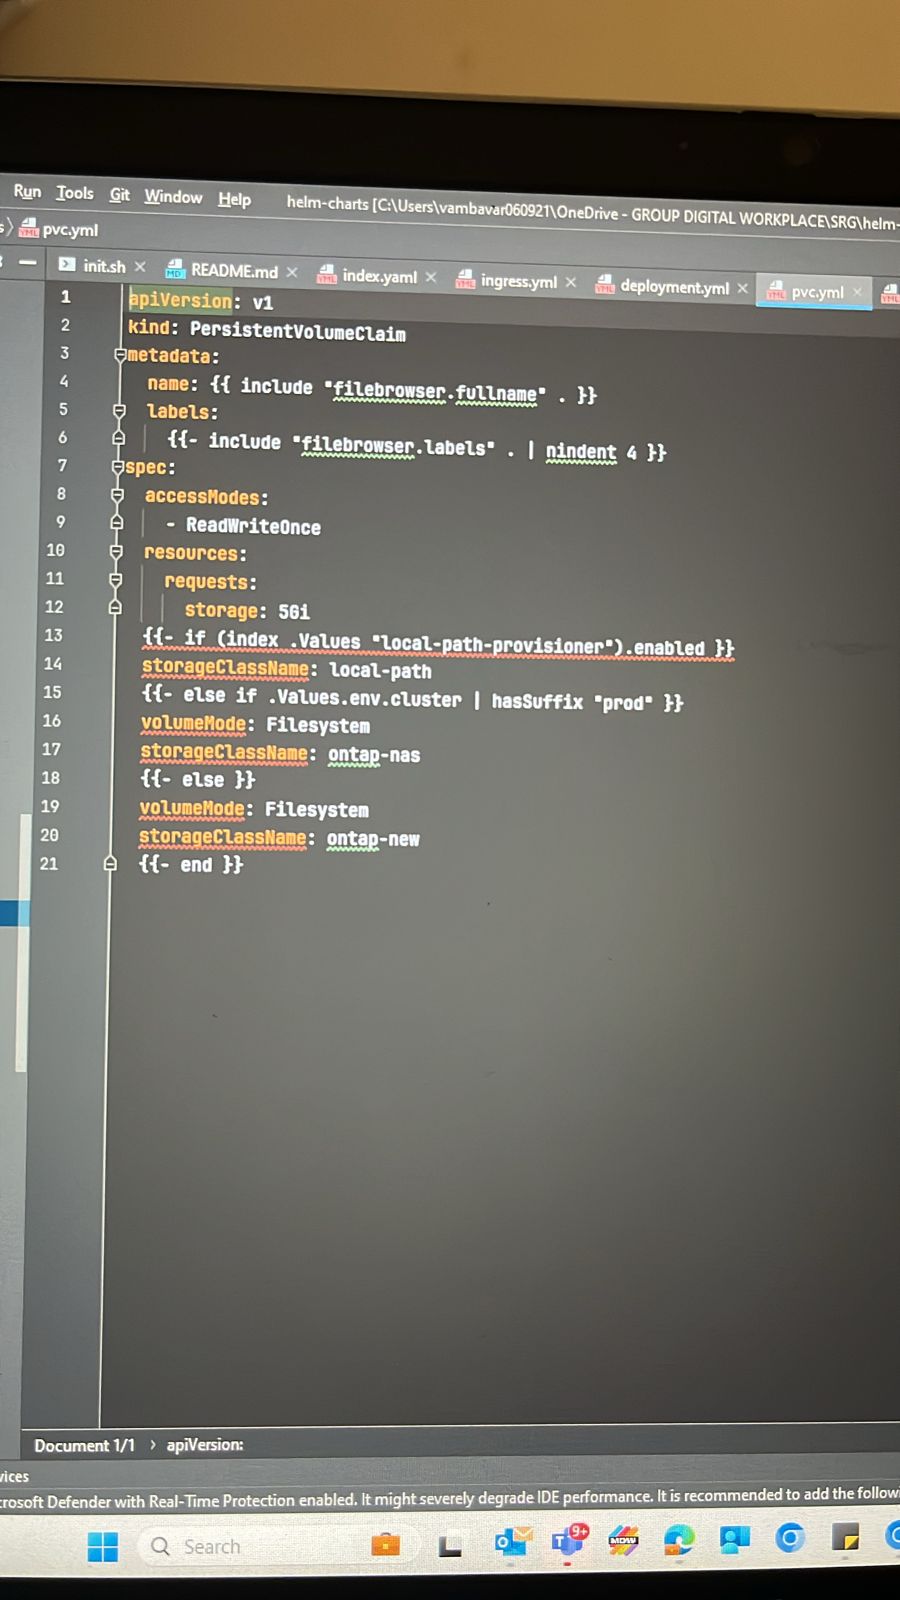 Run Tools Git Window Help helm-charts [C:\Users\vambavar060921\OneDrive - GROUP DIGITAL WORKPLACE\SRG\helm-
pvc.yml
init.sh README.md index.yaml ingress.yml deployment.yml pvc.yml
1 apiVersion: v1
2 kind: PersistentVolumeClaim
3 metadata:
4 name: {{ include "filebrowser.fullname" . }}
5 labels:
6 {{- include "filebrowser.labels" . | nindent 4 }}
7 spec:
8 accessModes:
9 - ReadWriteOnce
10 resources:
11 requests:
12 storage: 5Gi
13 {{- if (index .Values "local-path-provisioner").enabled }}
14 storageClassName: local-path
15 {{- else if .Values.env.cluster | hasSuffix "prod" }}
16 volumeMode: Filesystem
17 storageClassName: ontap-nas
18 {{- else }}
19 volumeMode: Filesystem
20 storageClassName: ontap-new
21 {{- end }}
Document 1/1 › apiVersion:
vices
crosoft Defender with Real-Time Protection enabled. It might severely degrade IDE performance. It is recommended to add the followi
Search 9+ MDW